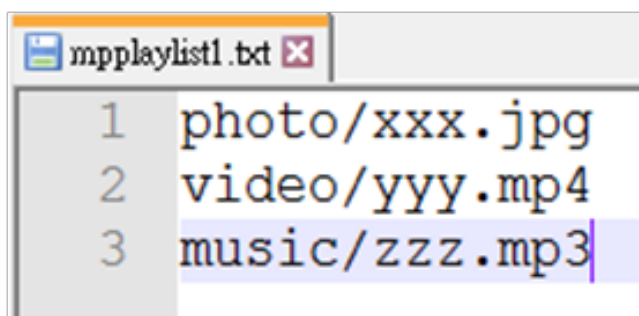 mpplaylist1.txt
1 photo/xxx.jpg
2 video/yyy.mp4
3 music/zzz.mp3